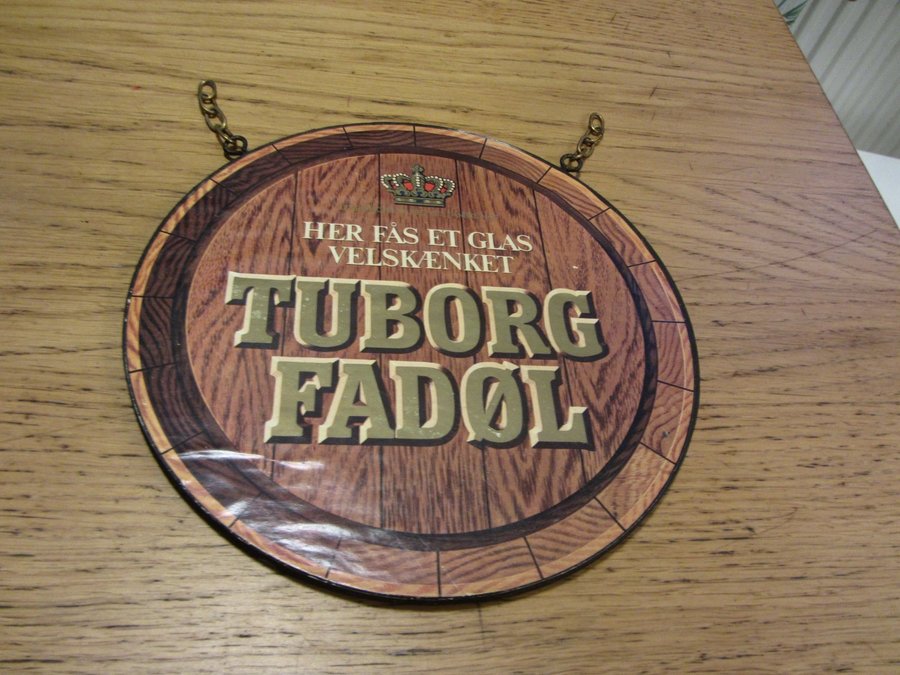 HER FÅS ET GLAS
VELSKÆNKET
TUBORG
FADØL